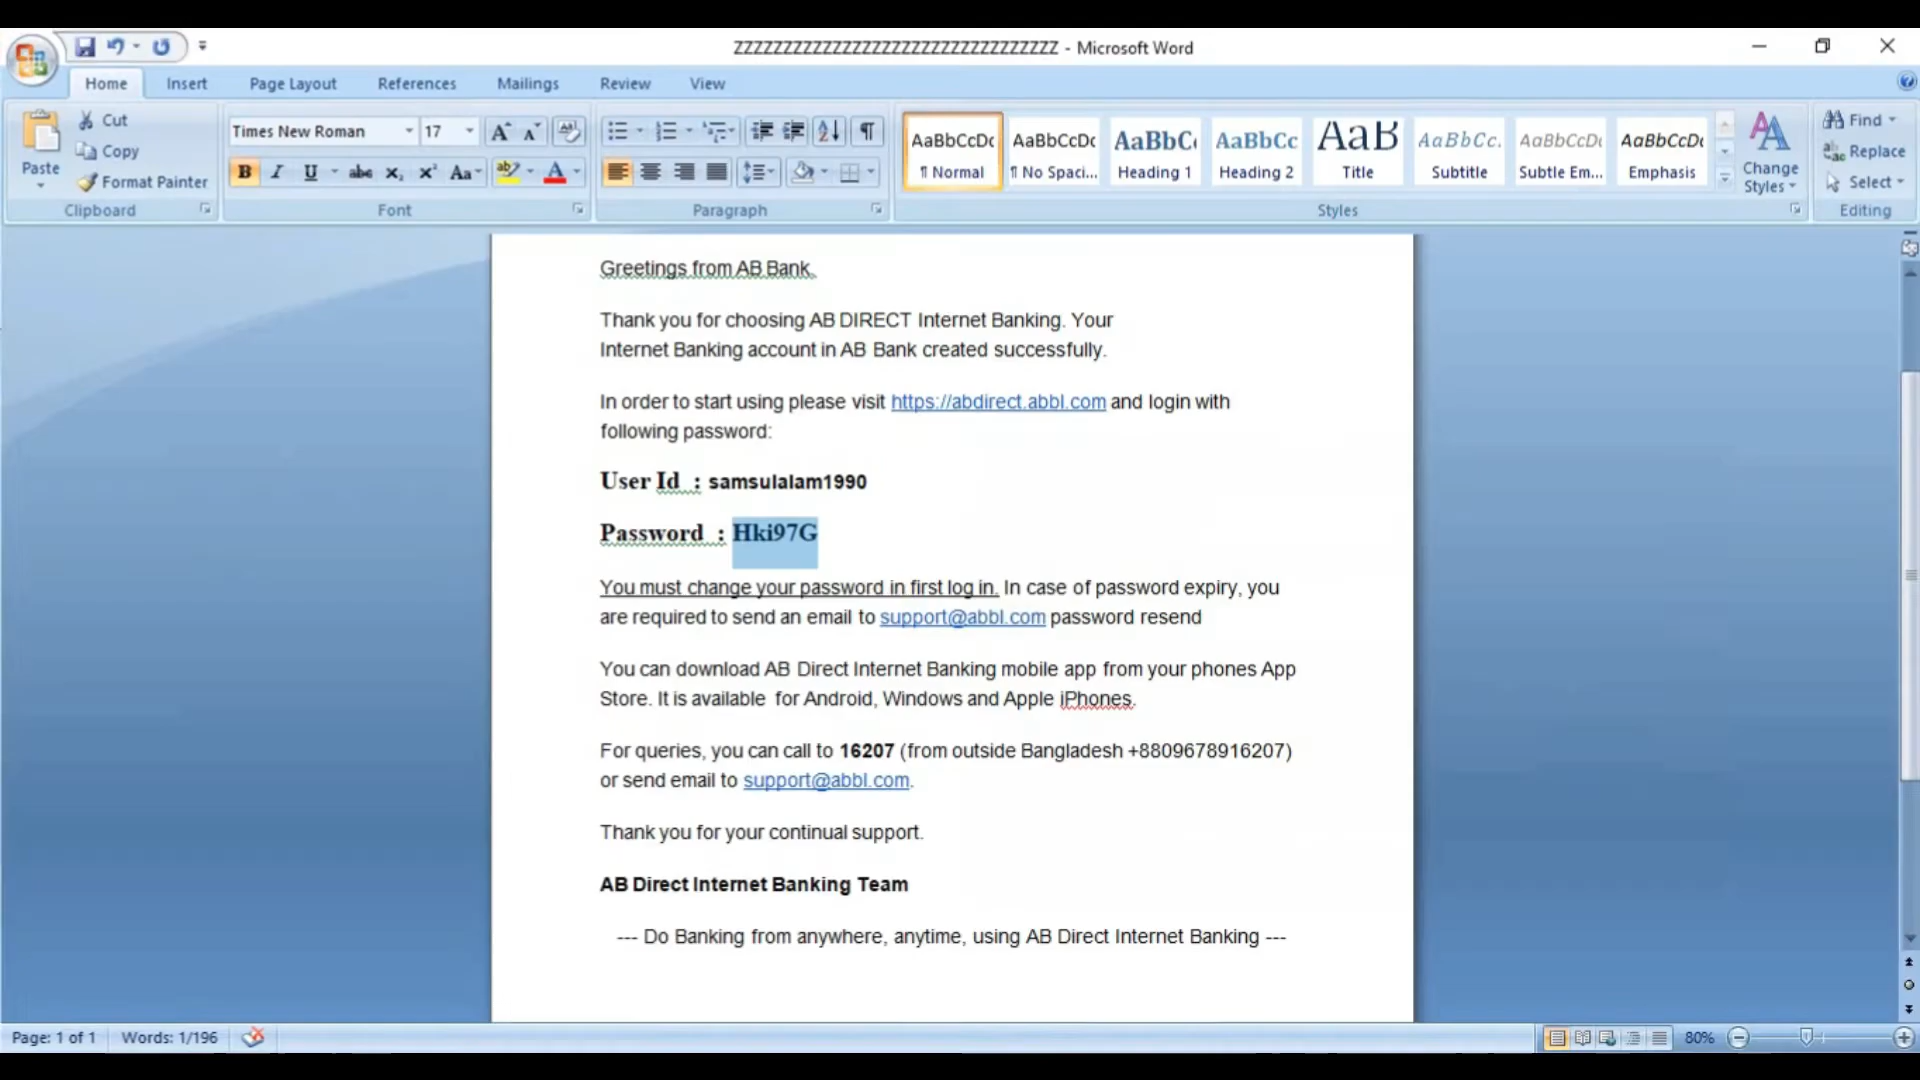 ZZZZZZZZZZZZZZZZZZZZZZZZZZZZZZZZ - Microsoft Word
Home Insert Page Layout References Mailings Review View
Paste
Cut
Copy
Format Painter
Clipboard
Times New Roman 17
Font
Paragraph
AaBbCcDc AaBbCcDc AaBbC AaBbCc AaB AaBbCc. AaBbCcDc AaBbCcDc
¶ Normal ¶ No Spaci... Heading 1 Heading 2 Title Subtitle Subtle Em... Emphasis
Change Styles
Styles
Find
Replace
Select
Editing
Greetings from AB Bank.
Thank you for choosing AB DIRECT Internet Banking. Your
Internet Banking account in AB Bank created successfully.
In order to start using please visit https://abdirect.abbl.com and login with
following password:
User Id : samsulalam1990
Password : Hki97G
You must change your password in first log in. In case of password expiry, you
are required to send an email to support@abbl.com password resend
You can download AB Direct Internet Banking mobile app from your phones App
Store. It is available for Android, Windows and Apple iPhones.
For queries, you can call to 16207 (from outside Bangladesh +8809678916207)
or send email to support@abbl.com.
Thank you for your continual support.
AB Direct Internet Banking Team
--- Do Banking from anywhere, anytime, using AB Direct Internet Banking ---
Page: 1 of 1 Words: 1/196 80%